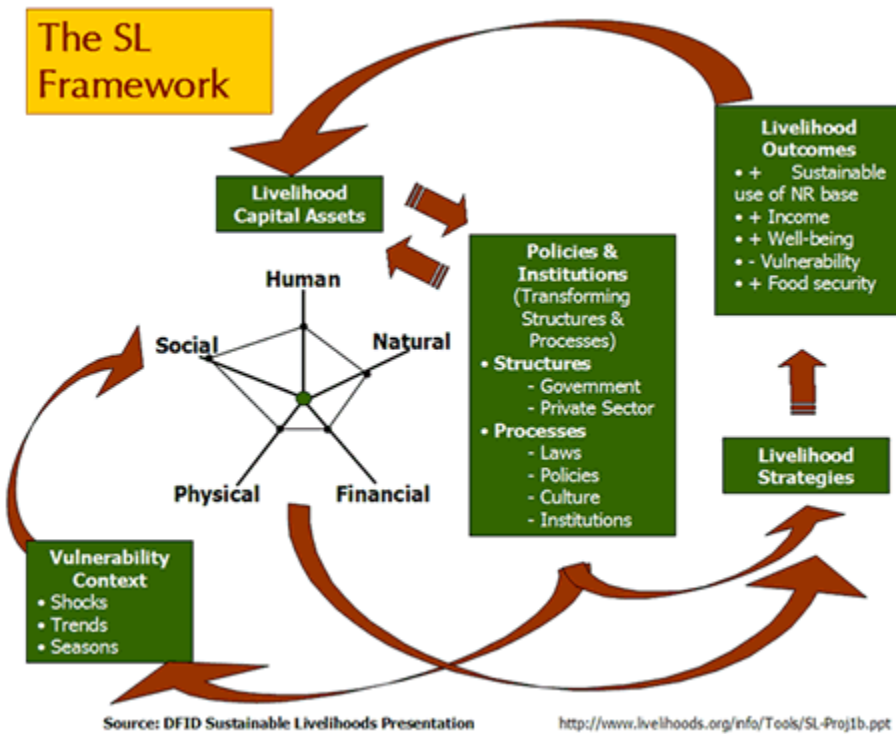 The SL
Framework
Livelihood
Outcomes
• + Sustainable
use of NR base
• + Income
• + Well-being
• - Vulnerability
• + Food security
Livelihood
Capital Assets
Policies &
Institutions
(Transforming
Structures &
Processes)
• Structures
- Government
- Private Sector
• Processes
- Laws
- Policies
- Culture
- Institutions
Human
Social
Natural
Physical
Financial
Livelihood
Strategies
Vulnerability
Context
• Shocks
• Trends
• Seasons
Source: DFID Sustainable Livelihoods Presentation
http://www.livelihoods.org/info/Tools/SL-Proj1b.ppt